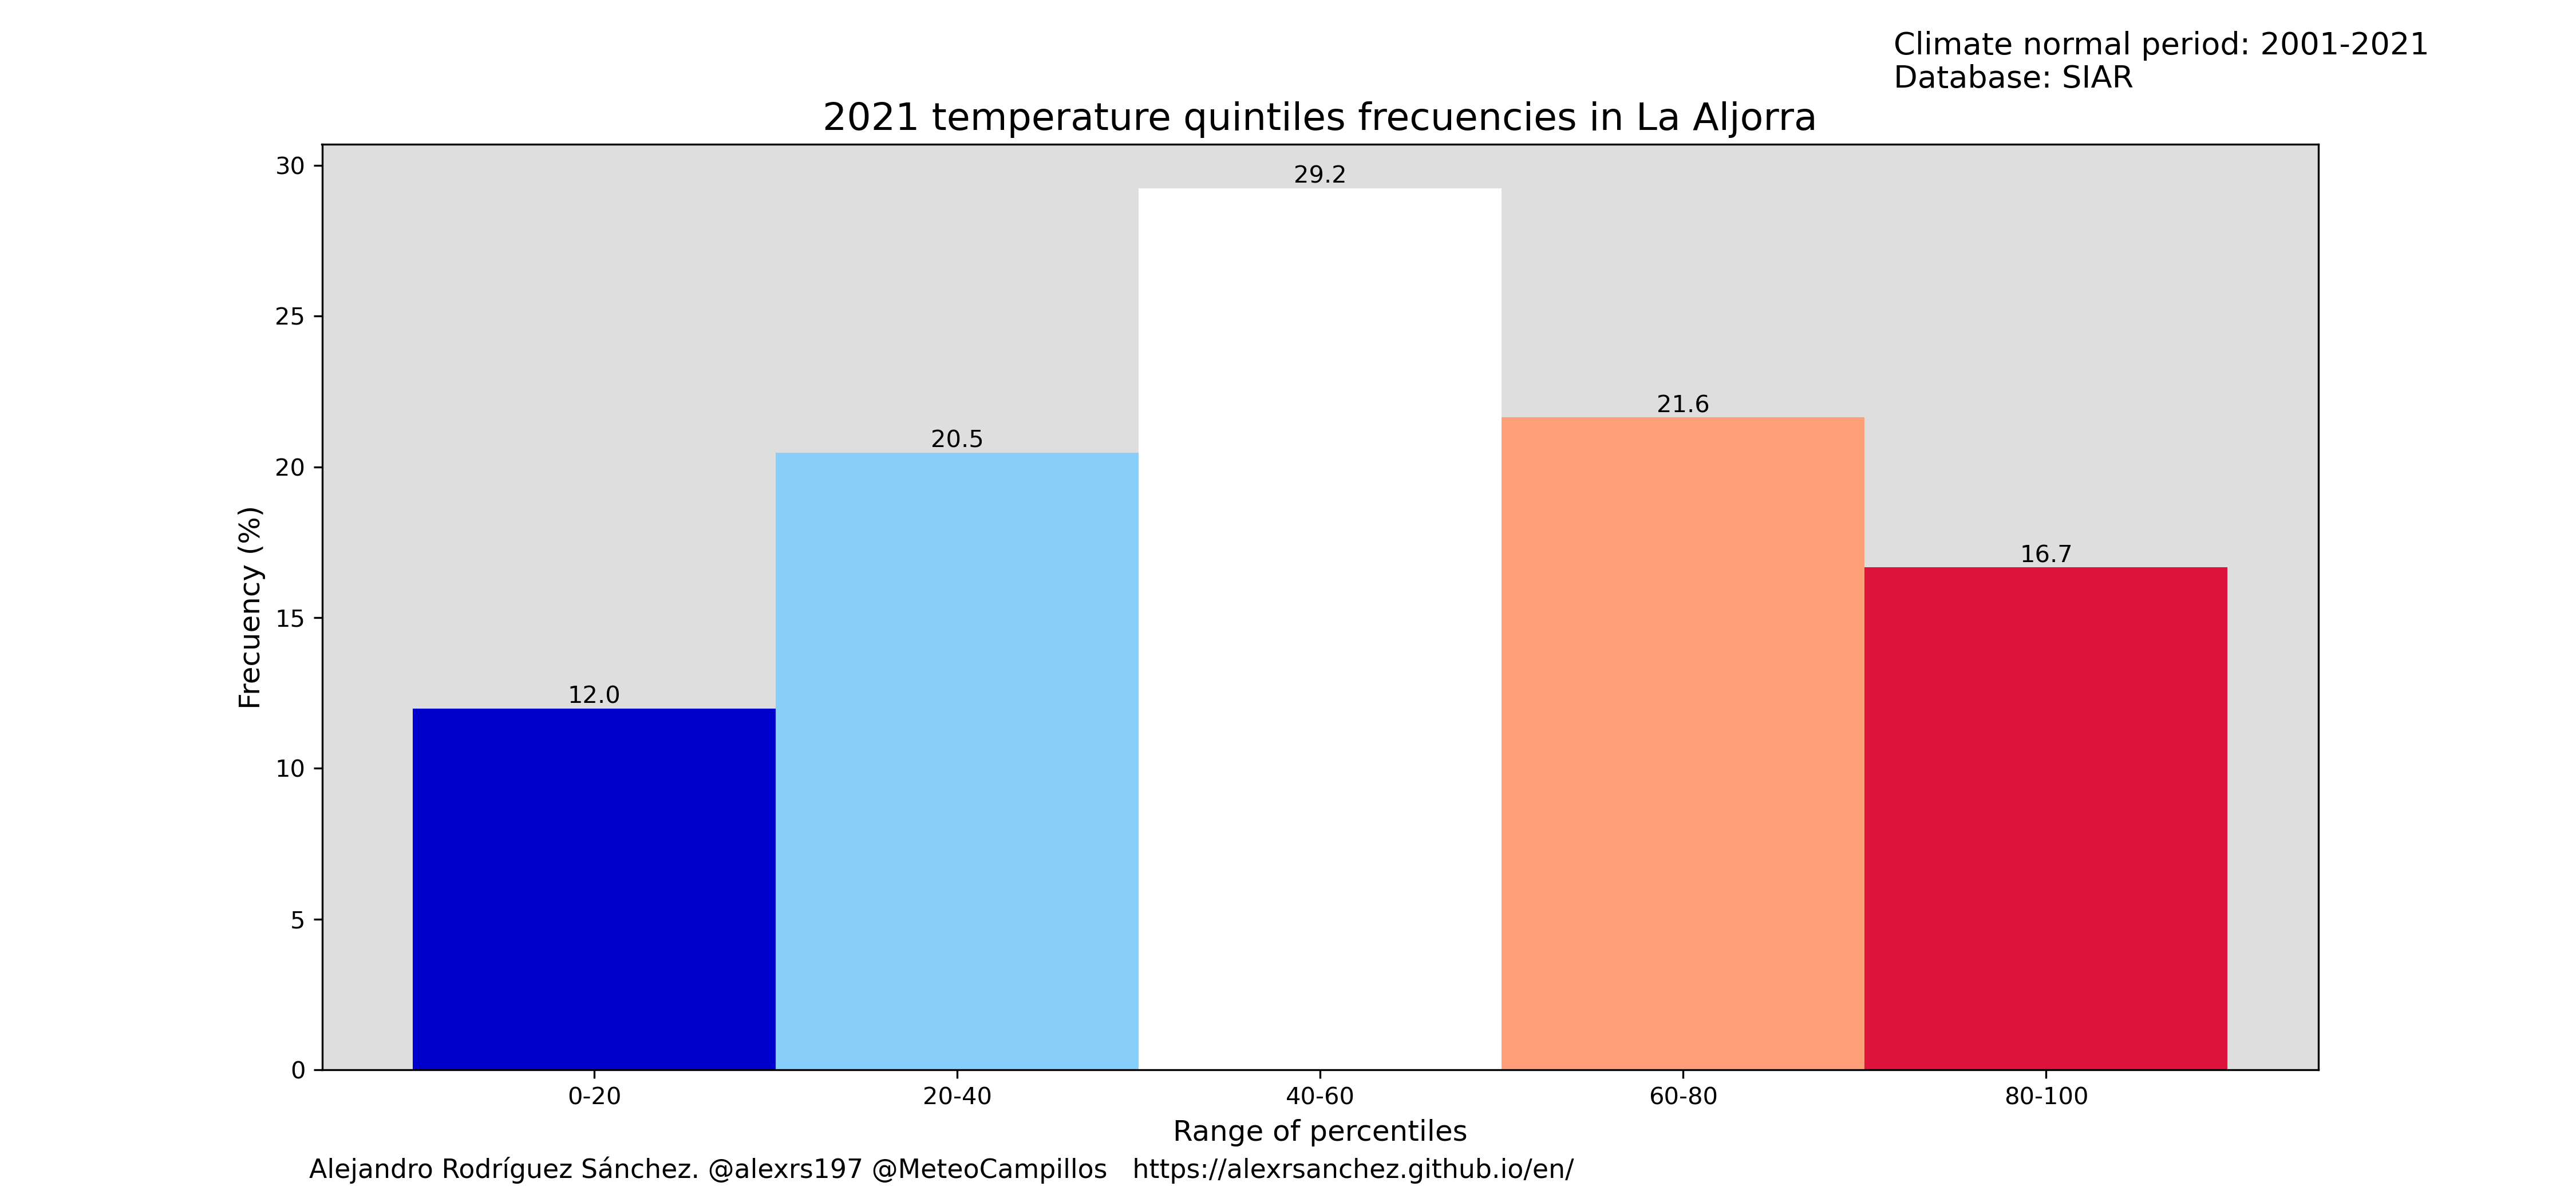 Climate normal period: 2001-2021
Database: SIAR
2021 temperature quintiles frecuencies in La Aljorra
30
25
20
15
10
5
0
Frecuency (%)
12.0
20.5
29.2
21.6
16.7
0-20
20-40
40-60
60-80
80-100
Range of percentiles
Alejandro Rodríguez Sánchez. @alexrs197 @MeteoCampillos https://alexrsanchez.github.io/en/